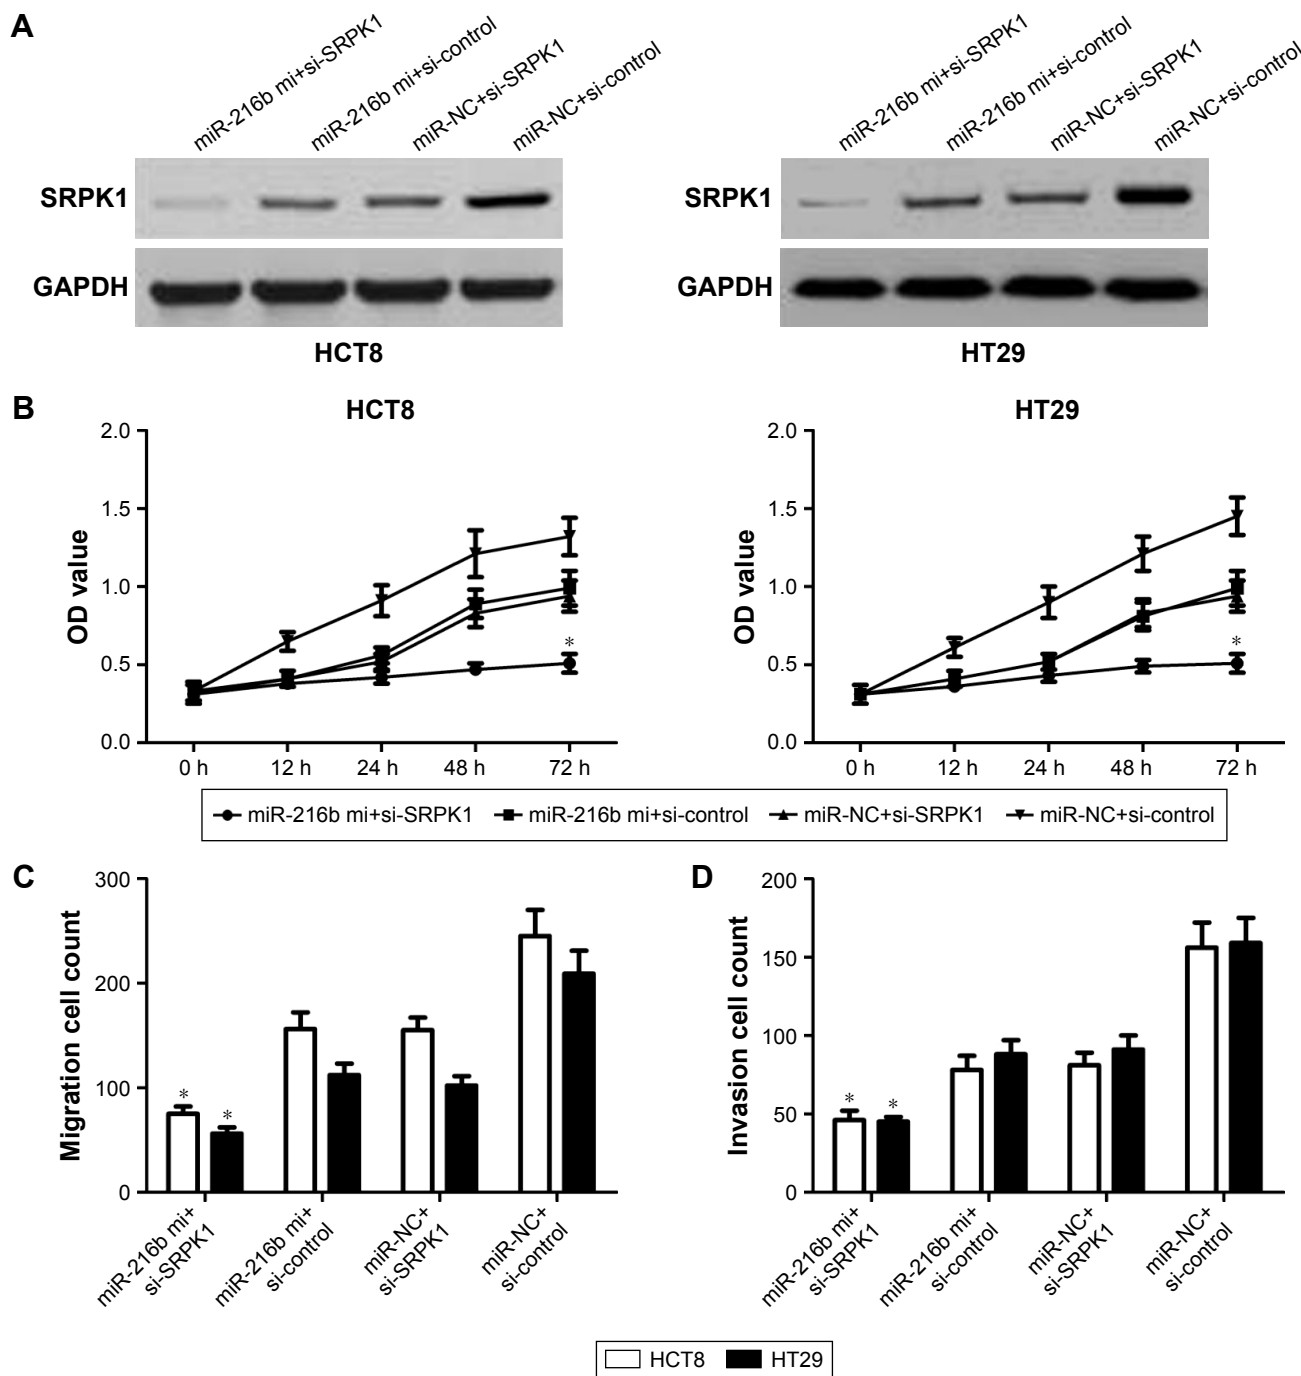 A
miR-216b mi+si-SRPK1
miR-216b mi+si-control
miR-NC+si-SRPK1
miR-NC+si-control
SRPK1
GAPDH
HCT8
miR-216b mi+si-SRPK1
miR-216b mi+si-control
miR-NC+si-SRPK1
miR-NC+si-control
SRPK1
GAPDH
HT29
B
HCT8
OD value
2.0
1.5
1.0
0.5
0.0
*
0 h 12 h 24 h 48 h 72 h
HT29
OD value
2.0
1.5
1.0
0.5
0.0
*
0 h 12 h 24 h 48 h 72 h
miR-216b mi+si-SRPK1 miR-216b mi+si-control miR-NC+si-SRPK1 miR-NC+si-control
C
Migration cell count
300
200
100
0
* *
miR-216b mi+
si-SRPK1
miR-216b mi+
si-control
miR-NC+
si-SRPK1
miR-NC+
si-control
D
Invasion cell count
200
150
100
50
0
* *
miR-216b mi+
si-SRPK1
miR-216b mi+
si-control
miR-NC+
si-SRPK1
miR-NC+
si-control
HCT8 HT29